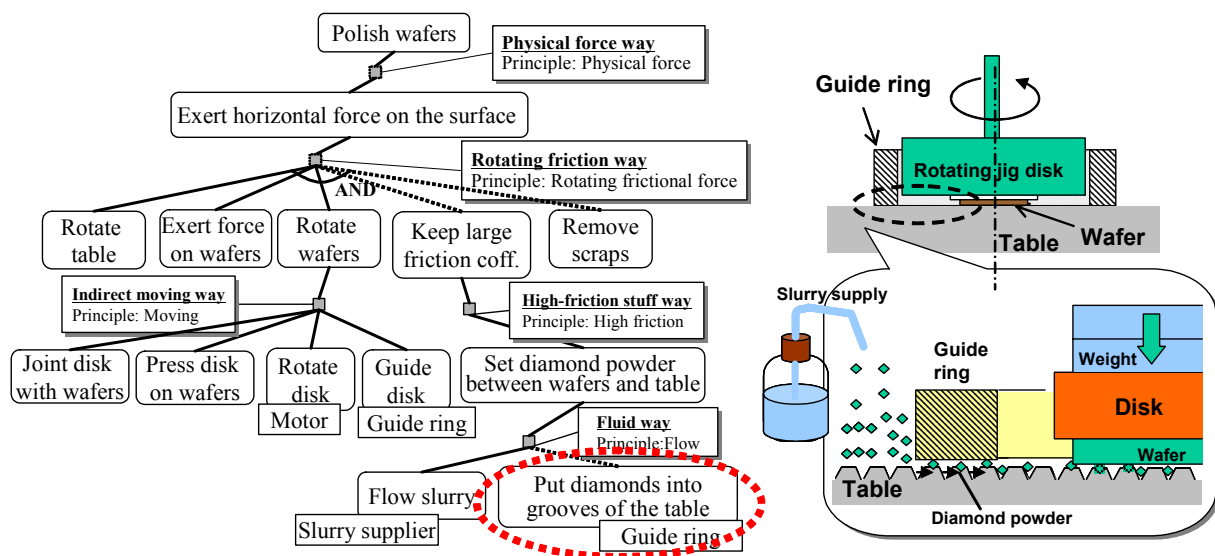 Polish wafers
Physical force way
Principle: Physical force
Exert horizontal force on the surface
Rotating friction way
Principle: Rotating frictional force
AND
Rotate
table
Exert force
on wafers
Rotate
wafers
Keep large
friction coff.
Remove
scraps
Indirect moving way
Principle: Moving
High-friction stuff way
Principle: High friction
Joint disk
with wafers
Press disk
on wafers
Rotate
disk
Motor
Guide
disk
Guide ring
Set diamond powder
between wafers and table
Fluid way
Principle:Flow
Flow slurry
Slurry supplier
Put diamonds into
grooves of the table
Guide ring
Guide ring
Rotating jig disk
Table
Wafer
Slurry supply
Guide
ring
Weight
Disk
Wafer
Table
Diamond powder